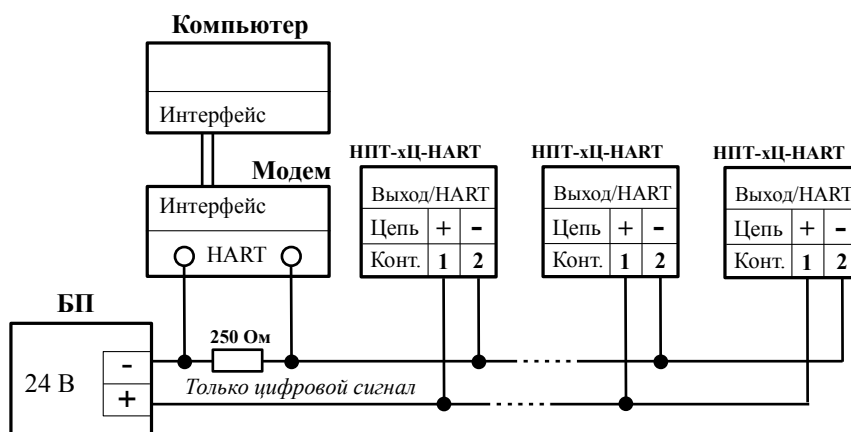 Компьютер
Интерфейс
Модем
Интерфейс
HART
НПТ-хЦ-HART
Выход/HART
Цепь + -
Конт. 1 2
НПТ-хЦ-HART
Выход/HART
Цепь + -
Конт. 1 2
НПТ-хЦ-HART
Выход/HART
Цепь + -
Конт. 1 2
БП
24 В
-
+
250 Ом
Только цифровой сигнал